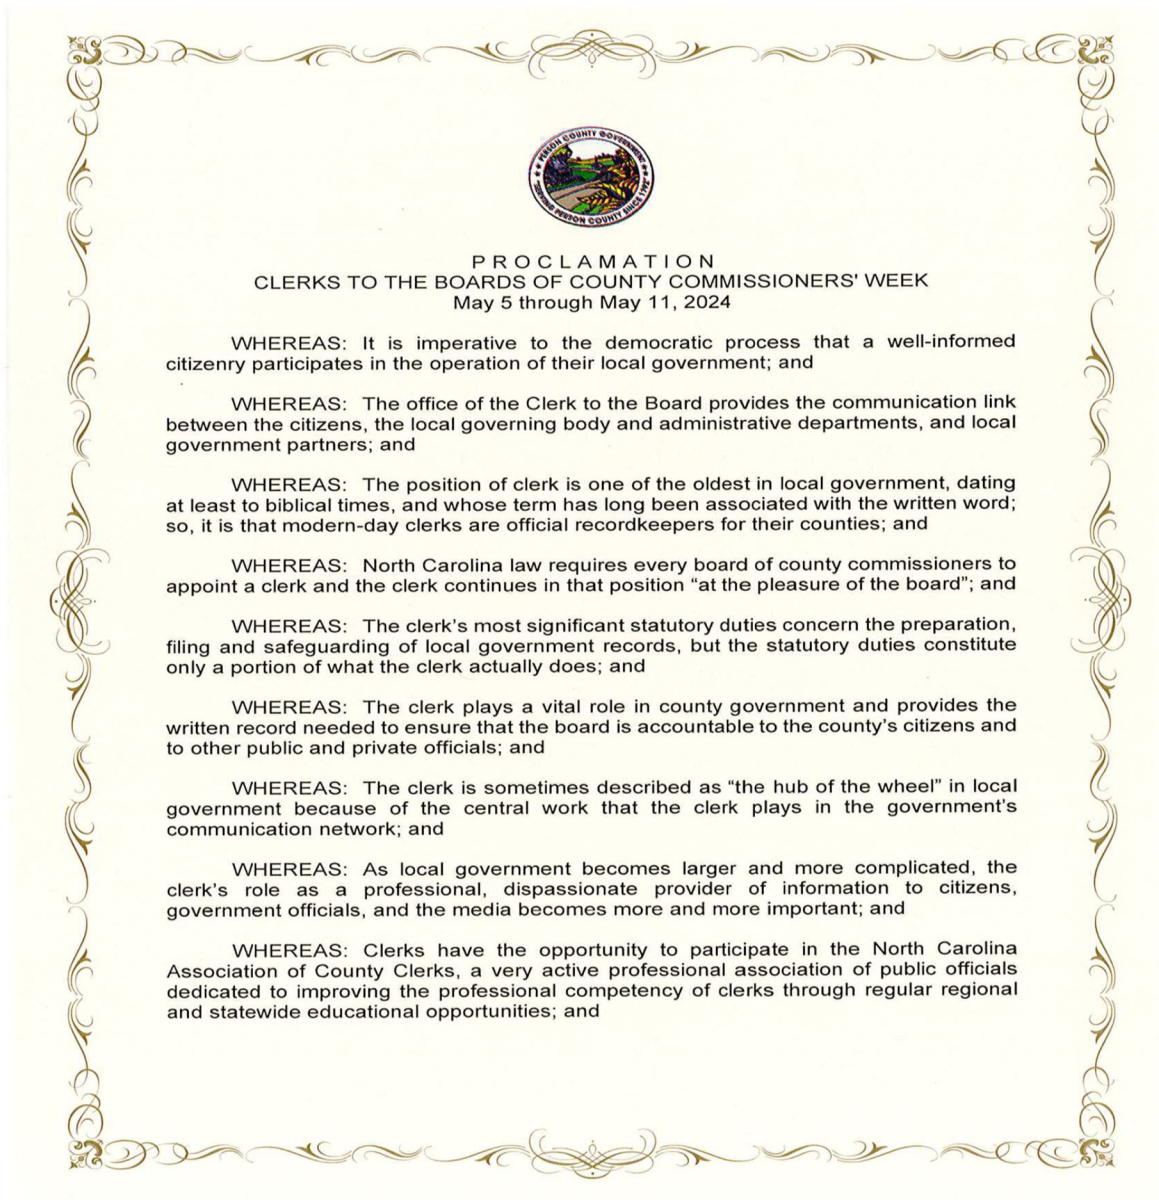 PERSON COUNTY GOVERNMENT
SERVING PERSON COUNTY SINCE 1792
PROCLAMATION
CLERKS TO THE BOARDS OF COUNTY COMMISSIONERS' WEEK
May 5 through May 11, 2024
WHEREAS: It is imperative to the democratic process that a well-informed
citizenry participates in the operation of their local government; and
WHEREAS: The office of the Clerk to the Board provides the communication link
between the citizens, the local governing body and administrative departments, and local
government partners; and
WHEREAS: The position of clerk is one of the oldest in local government, dating
at least to biblical times, and whose term has long been associated with the written word;
so, it is that modern-day clerks are official recordkeepers for their counties; and
WHEREAS: North Carolina law requires every board of county commissioners to
appoint a clerk and the clerk continues in that position “at the pleasure of the board”; and
WHEREAS: The clerk’s most significant statutory duties concern the preparation,
filing and safeguarding of local government records, but the statutory duties constitute
only a portion of what the clerk actually does; and
WHEREAS: The clerk plays a vital role in county government and provides the
written record needed to ensure that the board is accountable to the county’s citizens and
to other public and private officials; and
WHEREAS: The clerk is sometimes described as “the hub of the wheel” in local
government because of the central work that the clerk plays in the government’s
communication network; and
WHEREAS: As local government becomes larger and more complicated, the
clerk’s role as a professional, dispassionate provider of information to citizens,
government officials, and the media becomes more and more important; and
WHEREAS: Clerks have the opportunity to participate in the North Carolina
Association of County Clerks, a very active professional association of public officials
dedicated to improving the professional competency of clerks through regular regional
and statewide educational opportunities; and